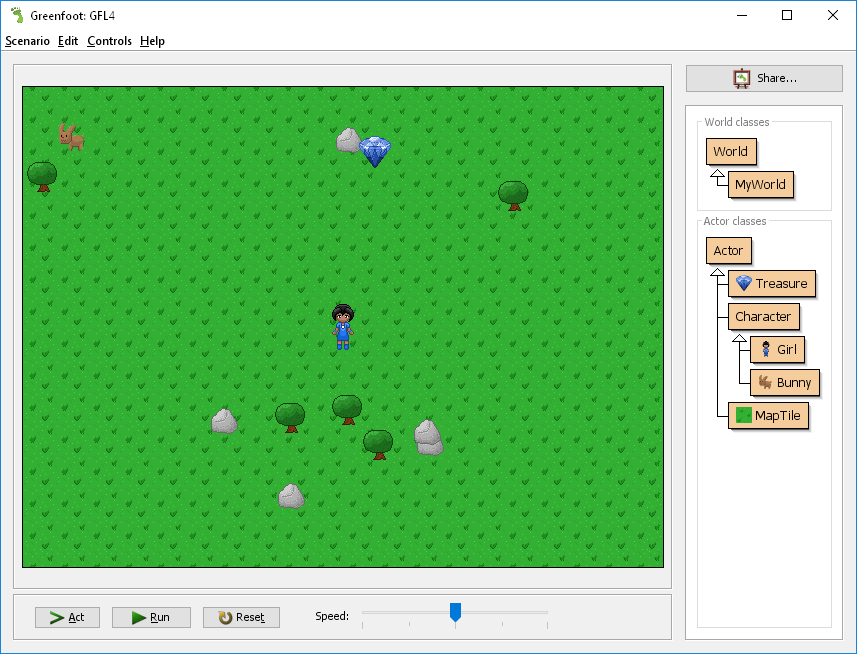 Greenfoot: GFL4
Scenario Edit Controls Help
Share...
World classes
World
MyWorld
Actor classes
Actor
Treasure
Character
Girl
Bunny
MapTile
Act
Run
Reset
Speed: